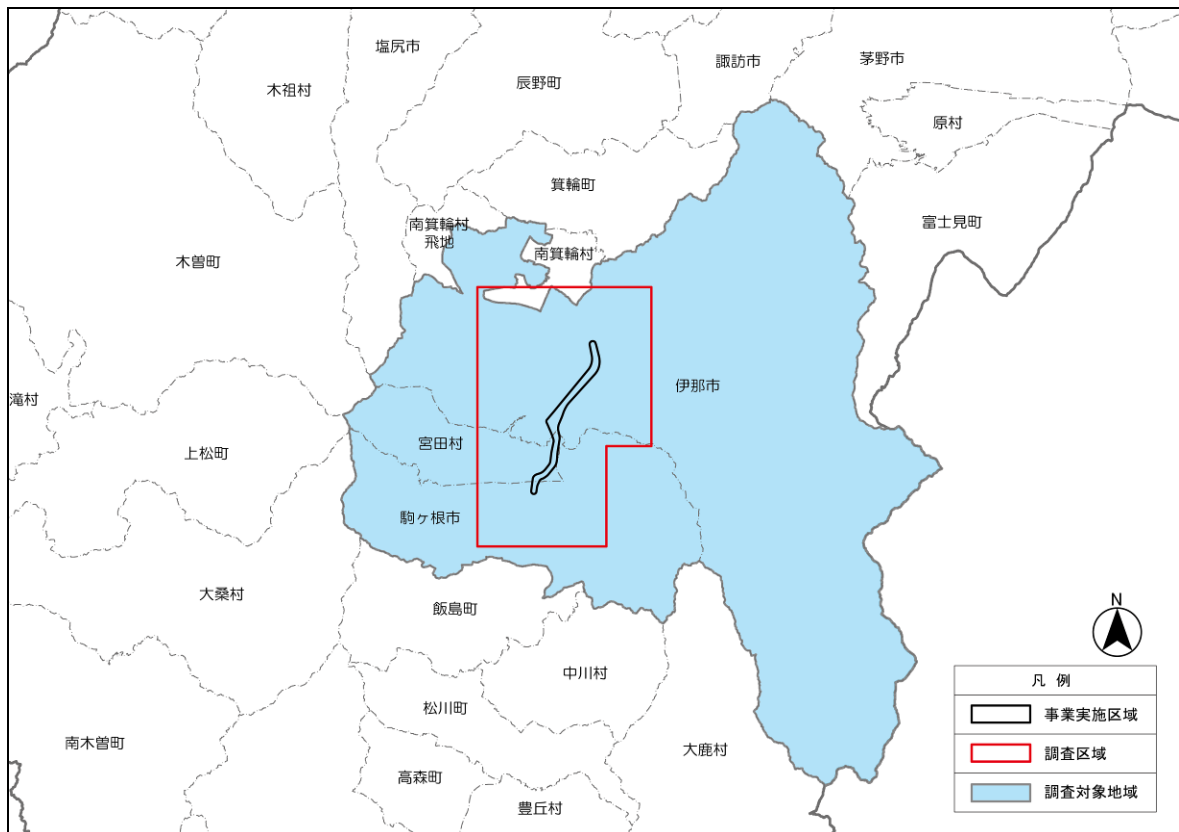 塩尻市
諏訪市
茅野市
辰野町
木祖村
原村
箕輪町
南箕輪村
飛地
南箕輪村
富士見町
木曽町
伊那市
滝村
宮田村
上松町
駒ヶ根市
大桑村
飯島町
中川村
松川町
南木曽町
大鹿村
高森町
豊丘村
N
凡 例
事業実施区域
調査区域
調査対象地域